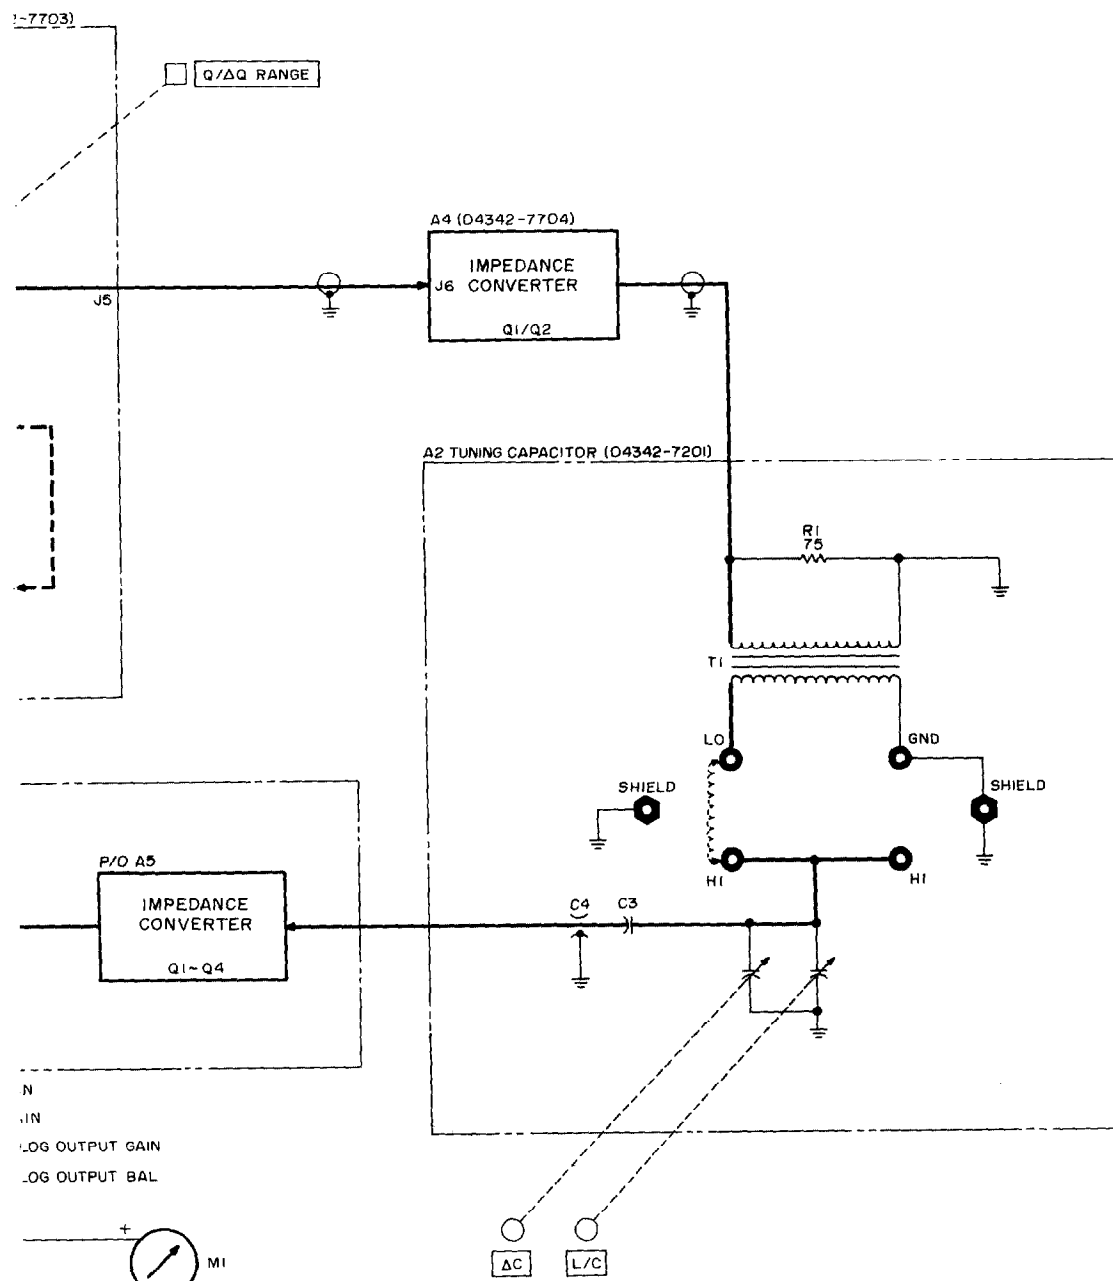 -7703)
Q/ΔQ RANGE
A4 (04342-7704)
IMPEDANCE
CONVERTER
J6
J5
Q1/Q2
A2 TUNING CAPACITOR (04342-7201)
R1
75
T1
LO
GND
SHIELD
SHIELD
HI
HI
P/O A5
IMPEDANCE
CONVERTER
Q1~Q4
C4
C3
N
IN
LOG OUTPUT GAIN
LOG OUTPUT BAL
+
M1
ΔC
L/C